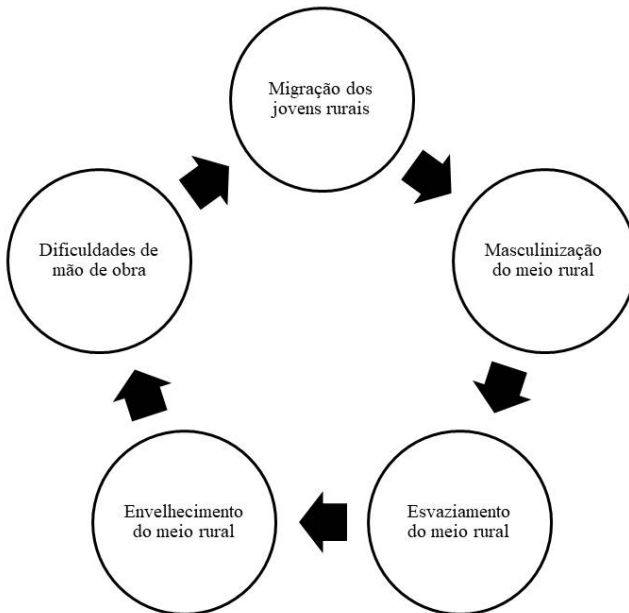 Migração dos
jovens rurais
Masculinização
do meio rural
Esvaziamento
do meio rural
Envelhecimento
do meio rural
Dificuldades de
mão de obra